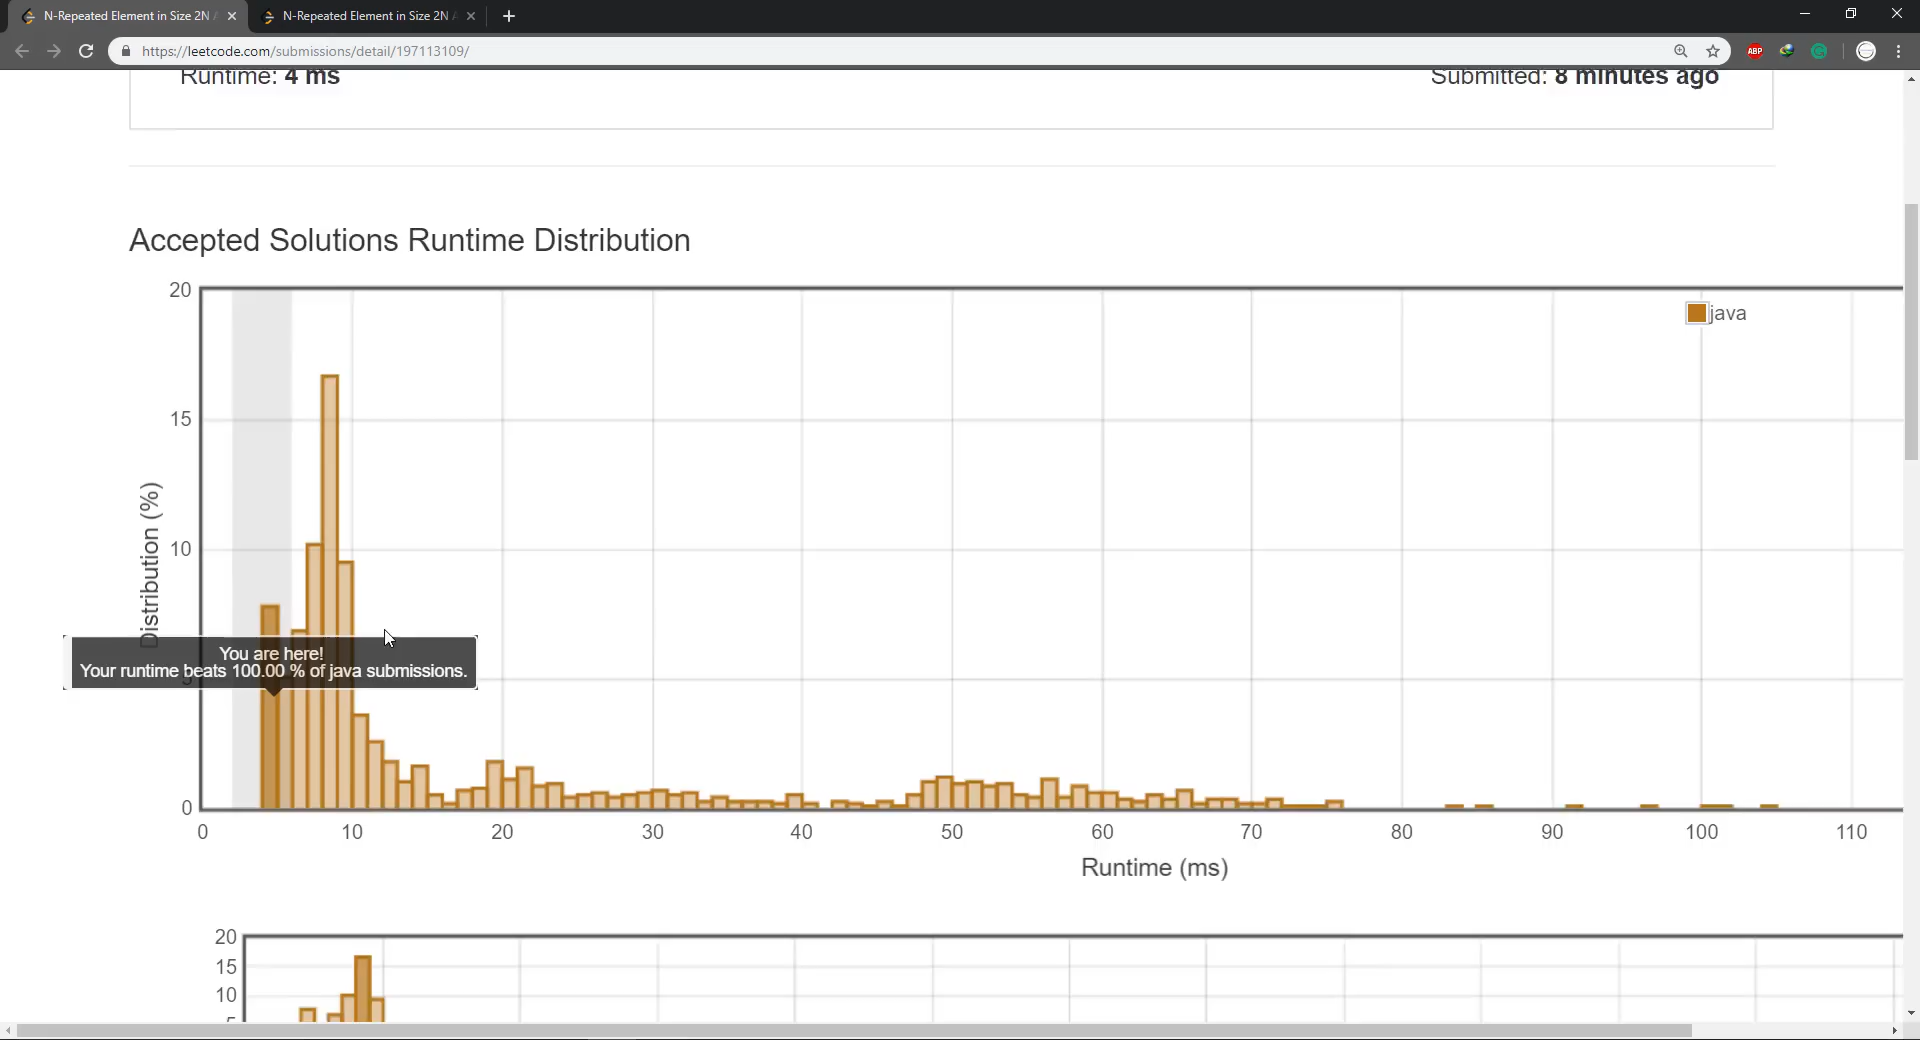 N-Repeated Element in Size 2N
N-Repeated Element in Size 2N
https://leetcode.com/submissions/detail/197113109/
ABP
Runtime: 4 ms
Submitted: 8 minutes ago
Accepted Solutions Runtime Distribution
20
15
10
5
0
Distribution (%)
java
You are here!
Your runtime beats 100.00 % of java submissions.
0 10 20 30 40 50 60 70 80 90 100 110
Runtime (ms)
20
15
10
5